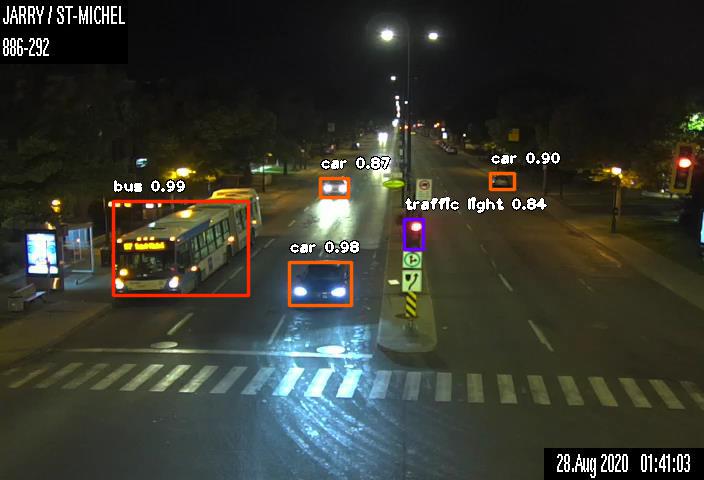 JARRY / ST-MICHEL
886-292
car 0.87
car 0.90
bus 0.99
traffic light 0.84
car 0.98
28.Aug 2020 01:41:03